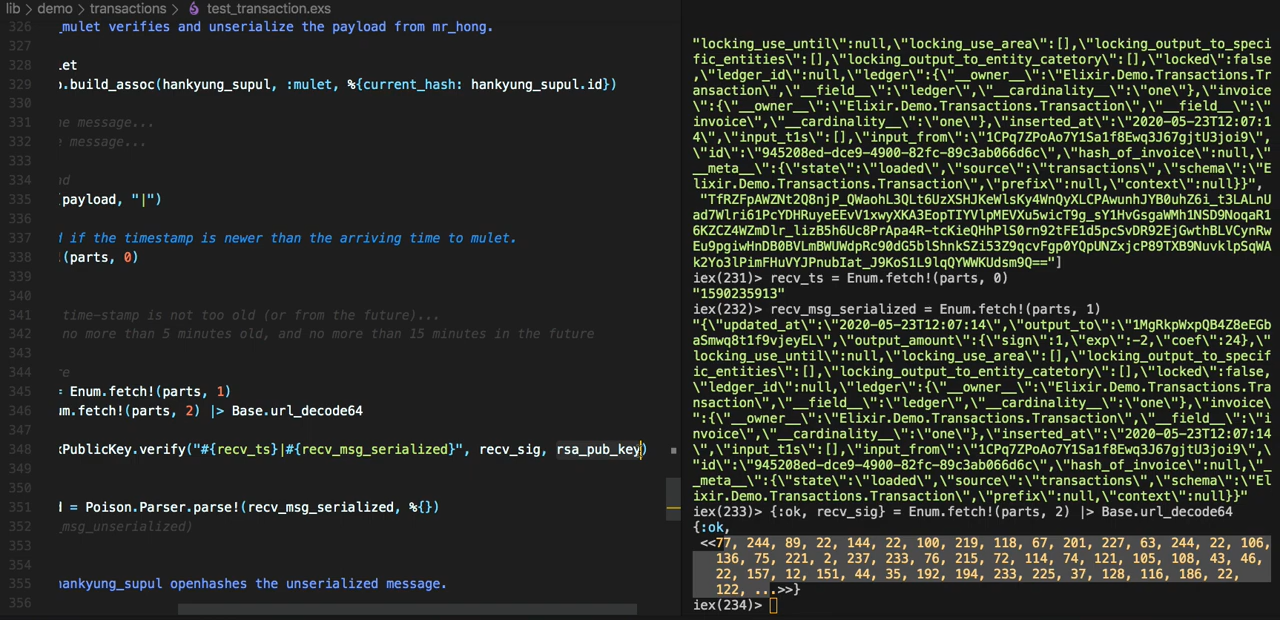 lib > demo > transactions > test_transaction.exs
326 _mulet verifies and unserialize the payload from mr_hong.
327
328 .et
329 .build_assoc(hankyung_supul, :mulet, %{current_hash: hankyung_supul.id})
330
331 e message...
332 message...
333
334 d
335 (payload, "|")
336
337 if the timestamp is newer than the arriving time to mulet.
338 (parts, 0)
339
340
341 time-stamp is not too old (or from the future)...
342 no more than 5 minutes old, and no more than 15 minutes in the future
343
344 e
345 = Enum.fetch!(parts, 1)
346 m.fetch!(parts, 2) |> Base.url_decode64
347
348 PublicKey.verify("#{recv_ts}|#{recv_msg_serialized}", recv_sig, rsa_pub_key)
349
350
351 = Poison.Parser.parse!(recv_msg_serialized, %{})
352 _msg_unserialized)
353
354
355 hankyung_supul openhashes the unserialized message.
356
"locking_use_until\":null,\"locking_use_area\":[],\"locking_output_to_speci
fic_entities\":[],\"locking_output_to_entity_catetory\":[],\"locked\":false
,\"ledger_id\":null,\"ledger\":{\"__owner__\":\"Elixir.Demo.Transactions.Tr
ansaction\",\"__field__\":\"ledger\",\"__cardinality__\":\"one\"},\"invoice
\":{\"__owner__\":\"Elixir.Demo.Transactions.Transaction\",\"__field__\":\"
invoice\",\"__cardinality__\":\"one\"},\"inserted_at\":\"2020-05-23T12:07:1
4\",\"input_t1s\":[],\"input_from\":\"1CPq7ZPoAo7Y1Sa1f8Ewq3J67gjtU3joi9\",
\"id\":\"945208ed-dce9-4900-82fc-89c3ab066d6c\",\"hash_of_invoice\":null,\"
__meta__\":{\"state\":\"loaded\",\"source\":\"transactions\",\"schema\":\"E
lixir.Demo.Transactions.Transaction\",\"prefix\":null,\"context\":null}}",
"TfRZFpAWZNt2Q8njP_QWaohL3QLt6UzXSHJKeWlsKy4WnQyXLCPAwunhJYB0uhZ6i_t3LALnU
ad7Wlri61PcYDHRuyeEEvV1xwyXKA3EopTIYVlpMEVXu5wicT9g_sY1HvGsgaWMh1NSD9NoqaR1
6KZCZ4WZmDlr_lizB5h6Uc8PrApa4R-tcKieQHhPlS0rn92tFE1d5pcSvDR92EjGwthBLVCynRw
Eu9pgiwHnDB0BVLmBWUWdpRc90dG5blShnkSZi53Z9qcvFgp0YQpUNZxjcP89TXB9NuvklpSqWA
k2Yo3lPimFHuVYJPnubIat_J9KoS1L9lqQYWWKUdsm9Q=="]
iex(231)> recv_ts = Enum.fetch!(parts, 0)
"1590235913"
iex(232)> recv_msg_serialized = Enum.fetch!(parts, 1)
"{\"updated_at\":\"2020-05-23T12:07:14\",\"output_to\":\"1MgRkpWxpQB4Z8eEGb
aSmwq8t1f9vjeyEL\",\"output_amount\":{\"sign\":1,\"exp\":-2,\"coef\":24},\"
locking_use_until\":null,\"locking_use_area\":[],\"locking_output_to_specif
ic_entities\":[],\"locking_output_to_entity_catetory\":[],\"locked\":false,
\"ledger_id\":null,\"ledger\":{\"__owner__\":\"Elixir.Demo.Transactions.Tra
nsaction\",\"__field__\":\"ledger\",\"__cardinality__\":\"one\"},\"invoice\
":{\"__owner__\":\"Elixir.Demo.Transactions.Transaction\",\"__field__\":\"i
nvoice\",\"__cardinality__\":\"one\"},\"inserted_at\":\"2020-05-23T12:07:14
\",\"input_t1s\":[],\"input_from\":\"1CPq7ZPoAo7Y1Sa1f8Ewq3J67gjtU3joi9\",\
"id\":\"945208ed-dce9-4900-82fc-89c3ab066d6c\",\"hash_of_invoice\":null,\"_
_meta__\":{\"state\":\"loaded\",\"source\":\"transactions\",\"schema\":\"El
ixir.Demo.Transactions.Transaction\",\"prefix\":null,\"context\":null}}"
iex(233)> {:ok, recv_sig} = Enum.fetch!(parts, 2) |> Base.url_decode64
{:ok,
<<77, 244, 89, 22, 144, 22, 100, 219, 118, 67, 201, 227, 63, 244, 22, 106,
136, 75, 221, 2, 237, 233, 76, 215, 72, 114, 74, 121, 105, 108, 43, 46,
22, 157, 12, 151, 44, 35, 192, 194, 233, 225, 37, 128, 116, 186, 22,
122, ...>>}
iex(234)>